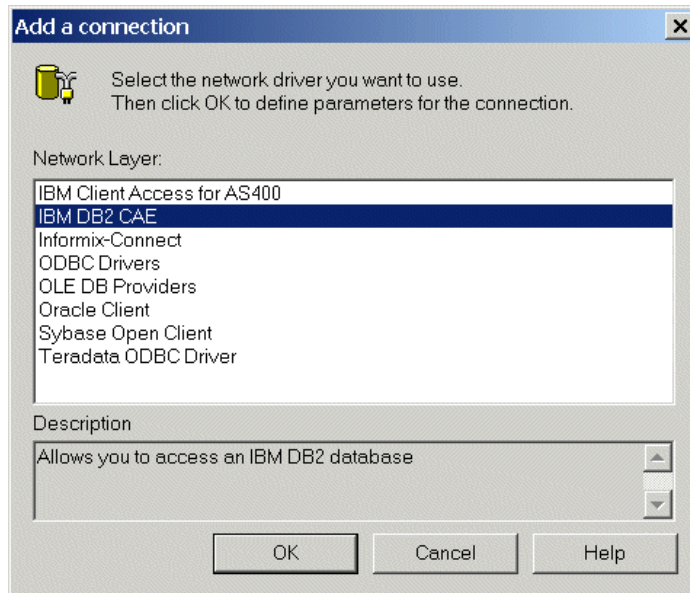 Add a connection
Select the network driver you want to use.
Then click OK to define parameters for the connection.
Network Layer:
IBM Client Access for AS400
IBM DB2 CAE
Informix-Connect
ODBC Drivers
OLE DB Providers
Oracle Client
Sybase Open Client
Teradata ODBC Driver
Description
Allows you to access an IBM DB2 database
OK
Cancel
Help